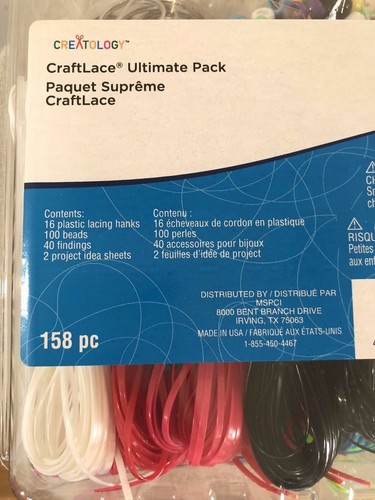 CREATOLOGY™
CraftLace® Ultimate Pack
Paquet Suprême
CraftLace
Contents:
16 plastic lacing hanks
100 beads
40 findings
2 project idea sheets
Contenu :
16 écheveaux de cordon en plastique
100 perles
40 accessoires pour bijoux
2 feuilles d'idée de project
RISQU
Petites
aux enf
DISTRIBUTED BY / DISTRIBUÉ PAR
MSPCI
8000 BENT BRANCH DRIVE
IRVING, TX 75063
MADE IN USA / FABRIQUÉ AUX ÉTATS-UNIS
1-855-450-4467
158 pc